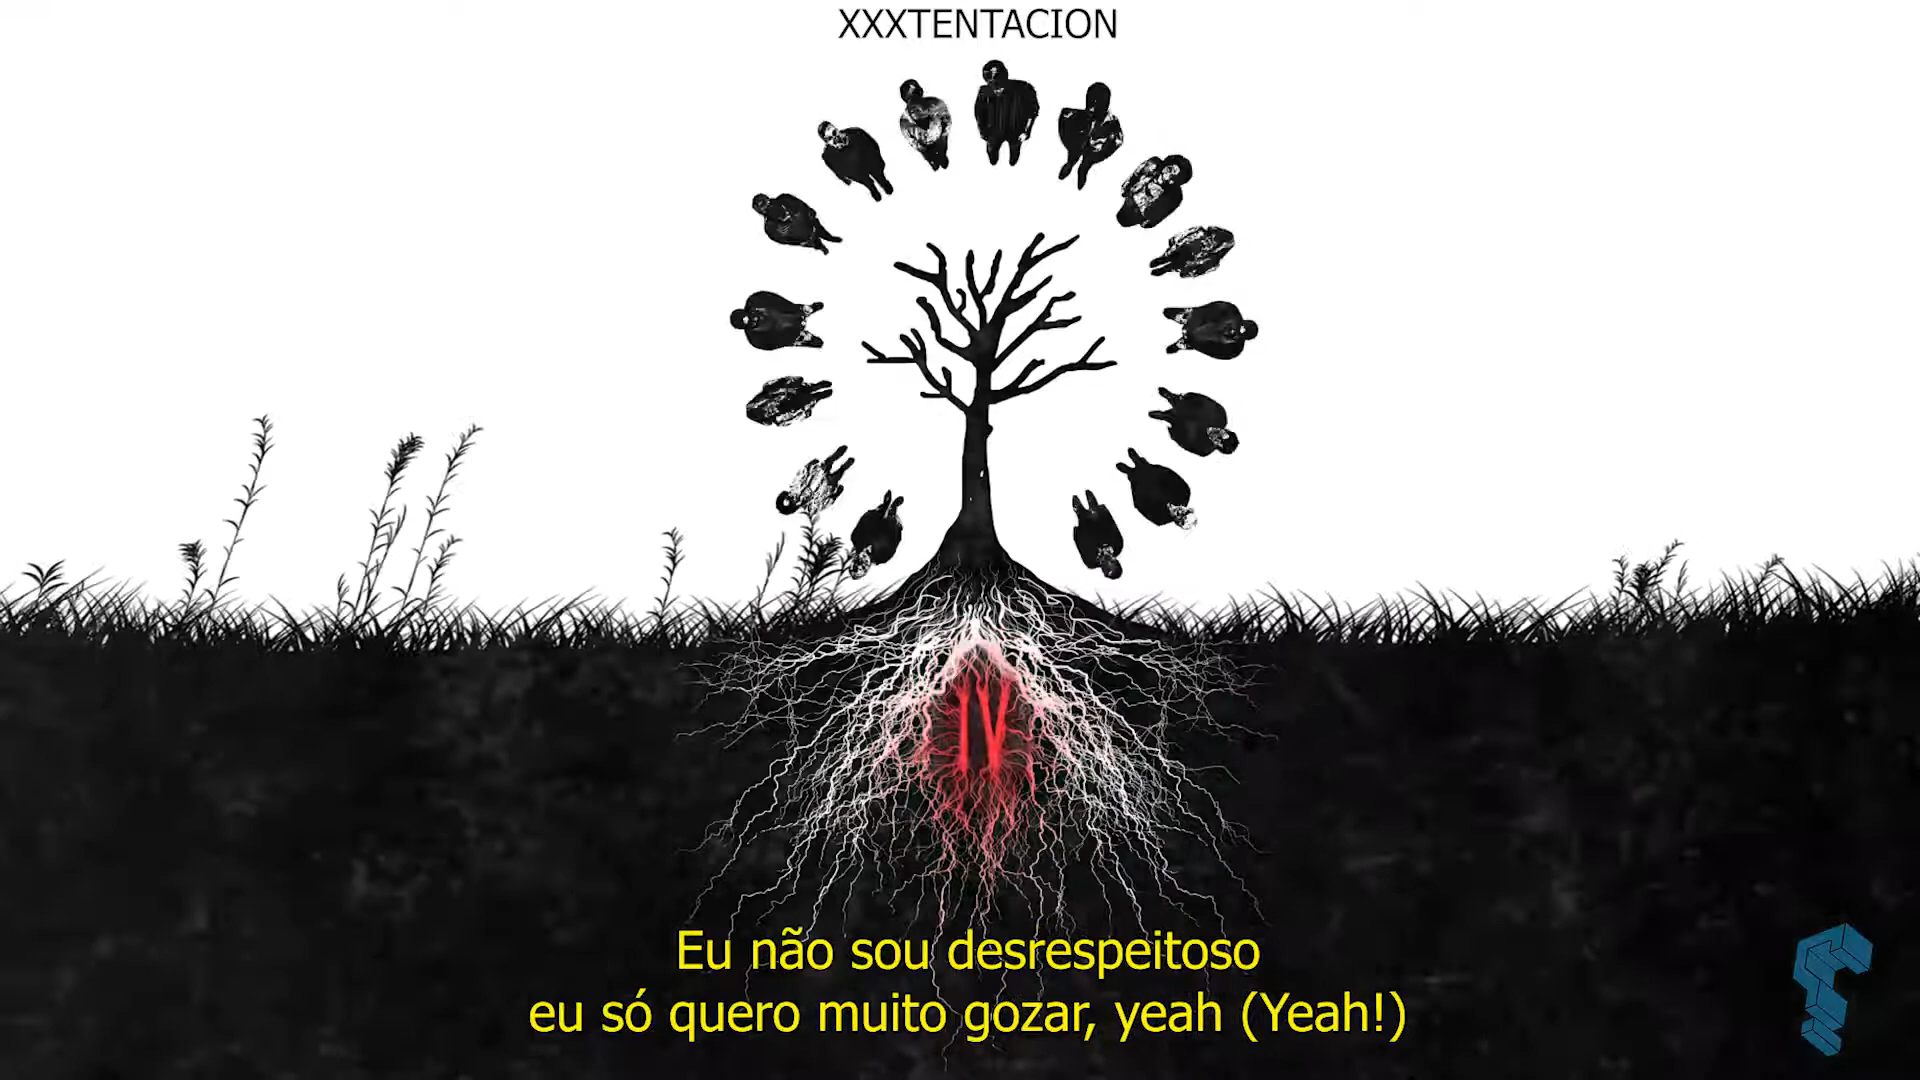 XXXTENTACION
IV
Eu não sou desrespeitoso
eu só quero muito gozar, yeah (Yeah!)